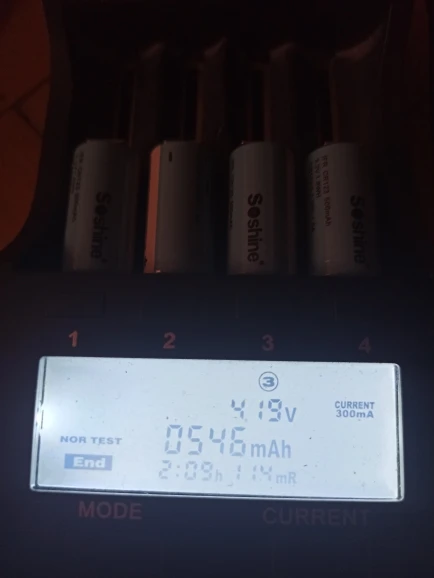 Soshine
Soshine
Soshine
1 2 3 4
3
4.19V
CURRENT
300mA
NOR TEST
0546mAh
End
2:09h 114mR
MODE CURRENT